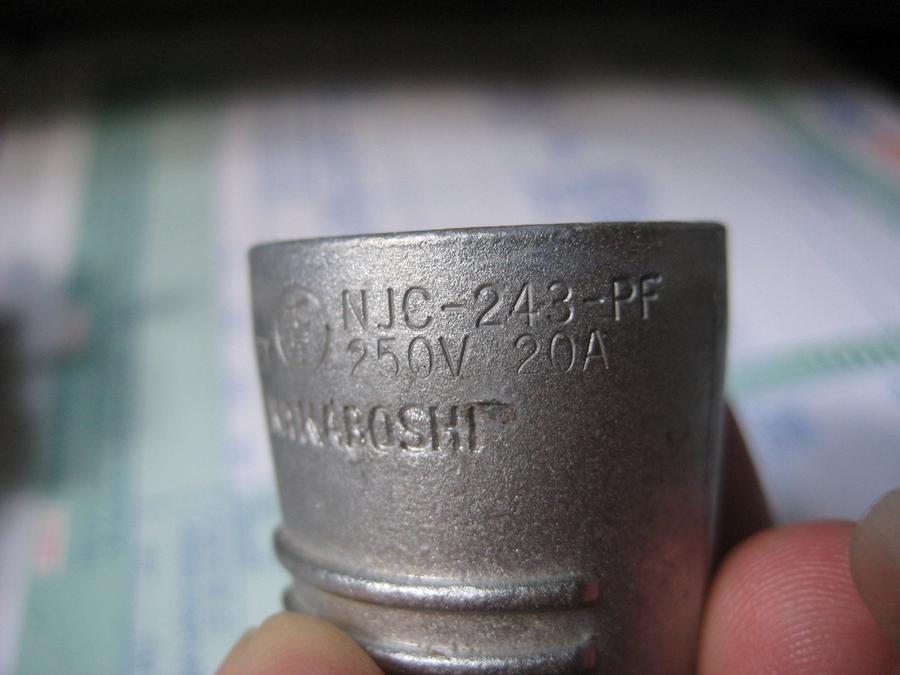 NJC-243-PF
250V 20A
NANABOSHI